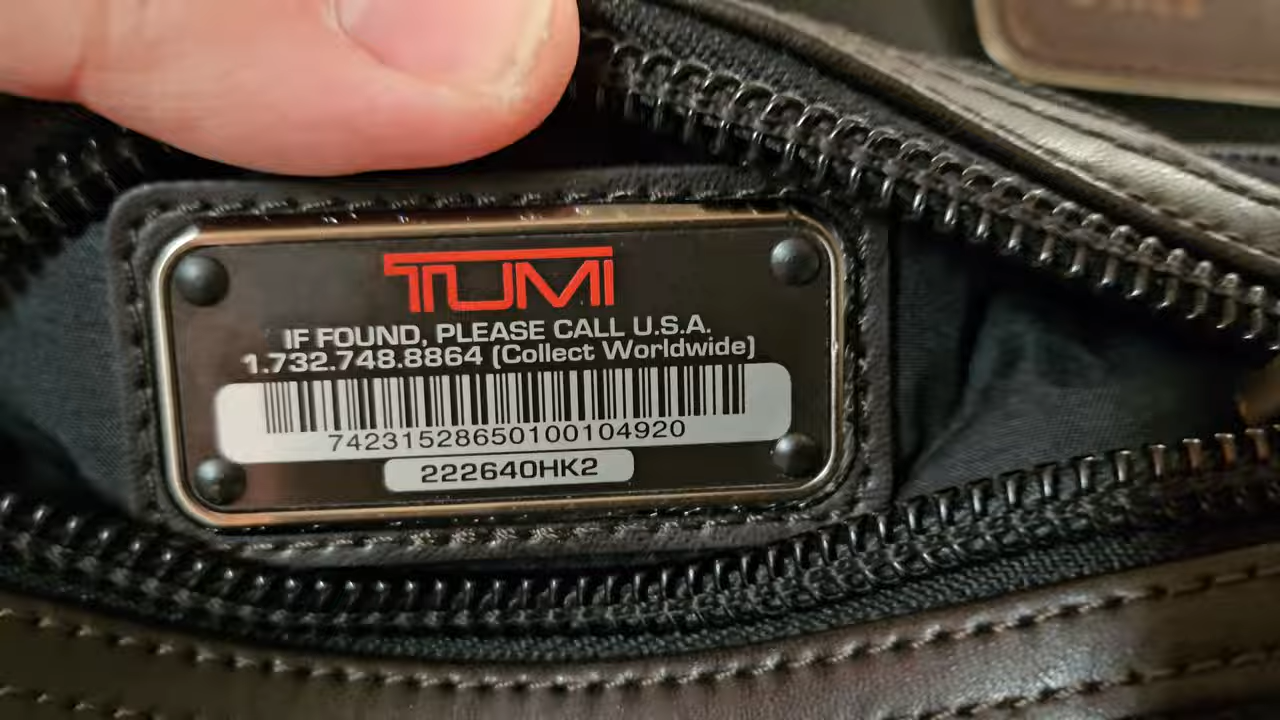 TUMI
IF FOUND, PLEASE CALL U.S.A.
1.732.748.8864 (Collect Worldwide)
74231528650100104920
222640HK2